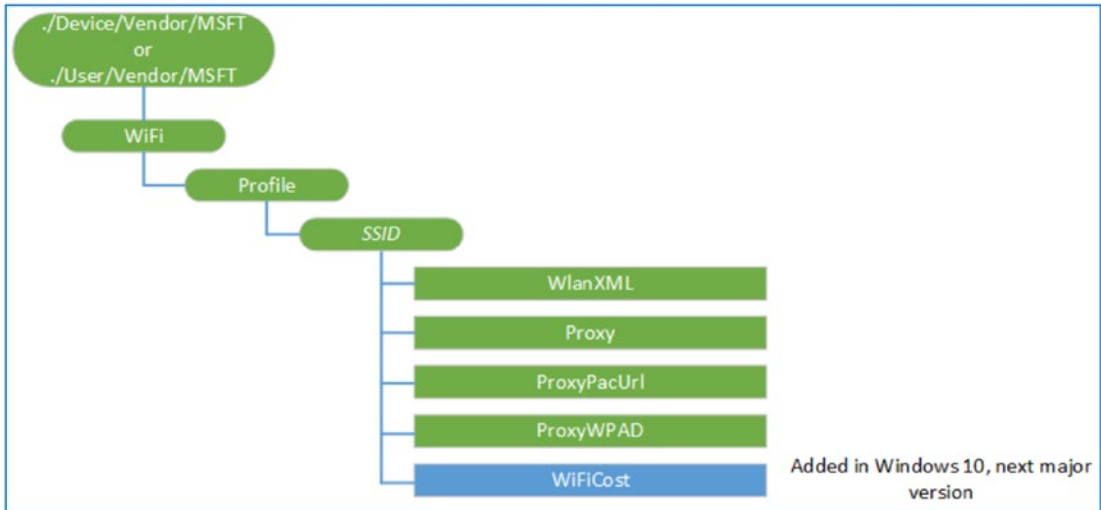 ./Device/Vendor/MSFT
or
./User/Vendor/MSFT
WiFi
Profile
SSID
WlanXML
Proxy
ProxyPacUrl
ProxyWPAD
WiFiCost
Added in Windows 10, next major
version